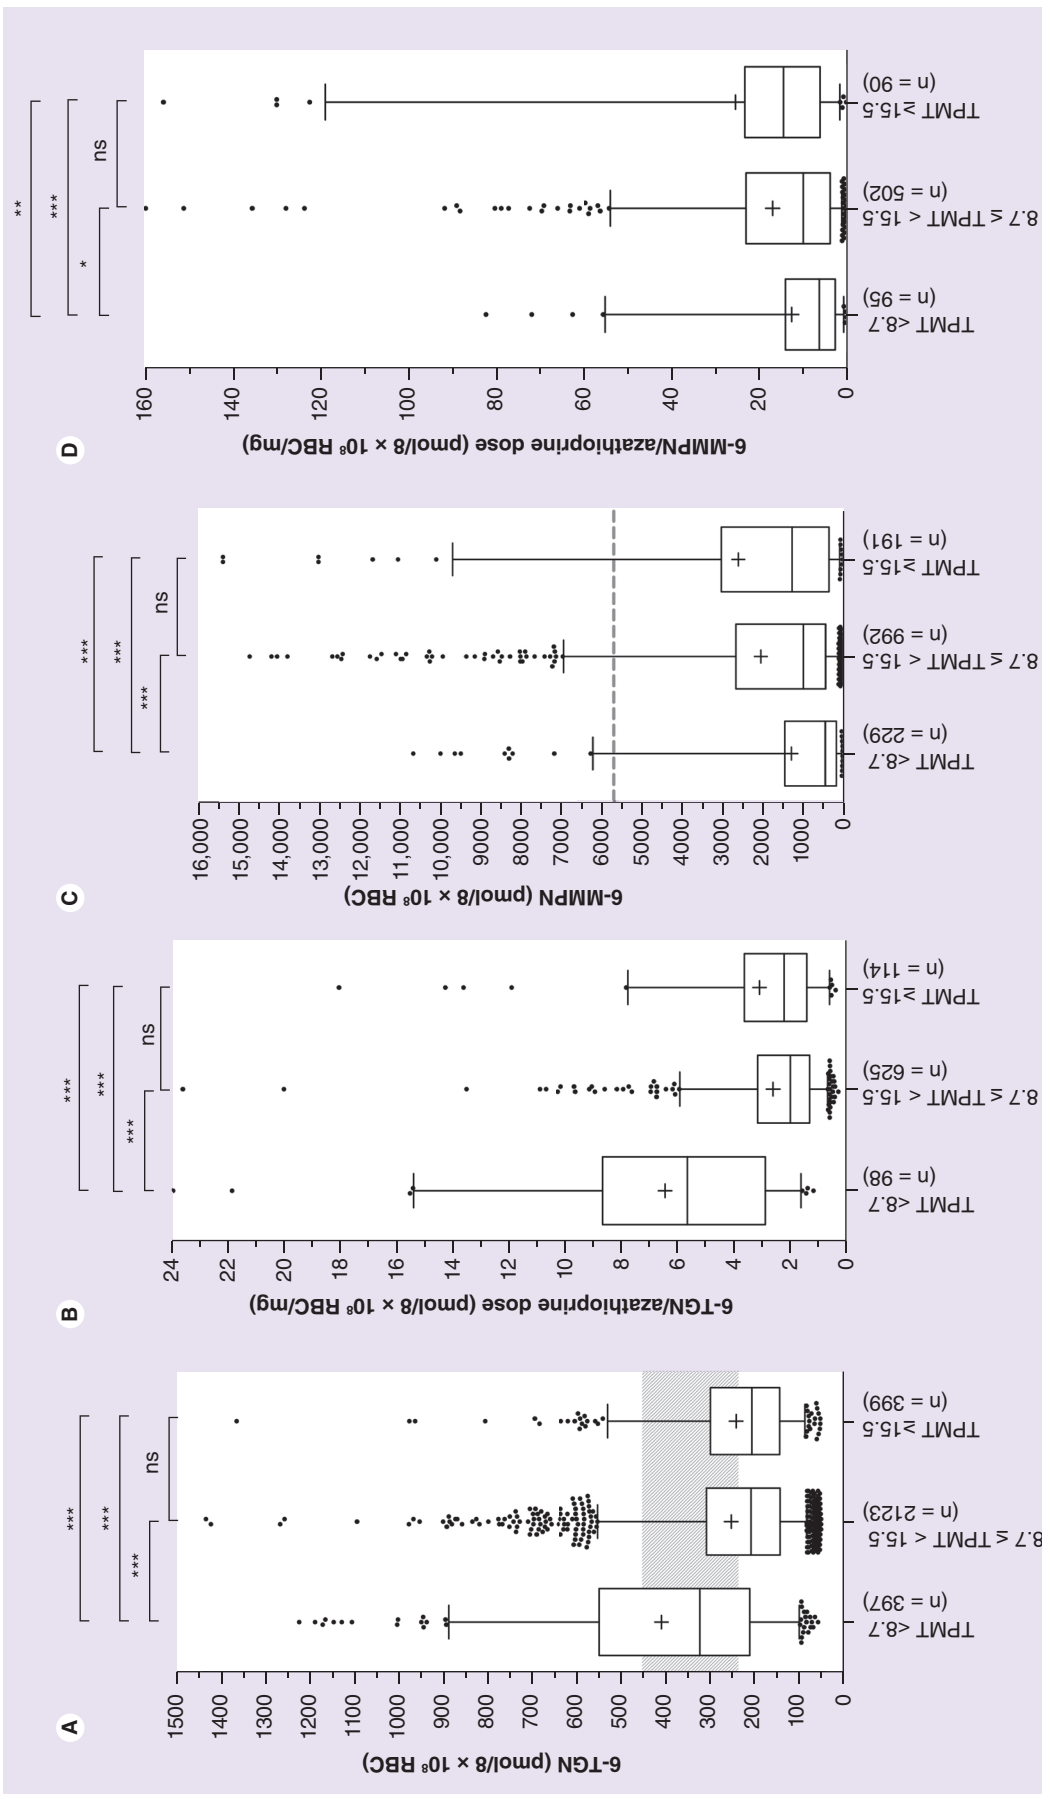 A
6-TGN (pmol/8 × 10⁸ RBC)
1500
1400
1300
1200
1100
1000
900
800
700
600
500
400
300
200
100
0
***
***
***
ns
TPMT <8.7
(n = 397)
8.7 ≤ TPMT < 15.5
(n = 2123)
TPMT ≥15.5
(n = 399)
B
6-TGN/azathioprine dose (pmol/8 × 10⁸ RBC/mg)
24
22
20
18
16
14
12
10
8
6
4
2
0
***
***
***
ns
TPMT <8.7
(n = 98)
8.7 ≤ TPMT < 15.5
(n = 625)
TPMT ≥15.5
(n = 114)
C
6-MMPN (pmol/8 × 10⁸ RBC)
16,000
15,000
14,000
13,000
12,000
11,000
10,000
9000
8000
7000
6000
5000
4000
3000
2000
1000
0
***
***
***
ns
TPMT <8.7
(n = 229)
8.7 ≤ TPMT < 15.5
(n = 992)
TPMT ≥15.5
(n = 191)
D
6-MMPN/azathioprine dose (pmol/8 × 10⁸ RBC/mg)
160
140
120
100
80
60
40
20
0
**
***
*
ns
TPMT <8.7
(n = 95)
8.7 ≤ TPMT < 15.5
(n = 502)
TPMT ≥15.5
(n = 90)